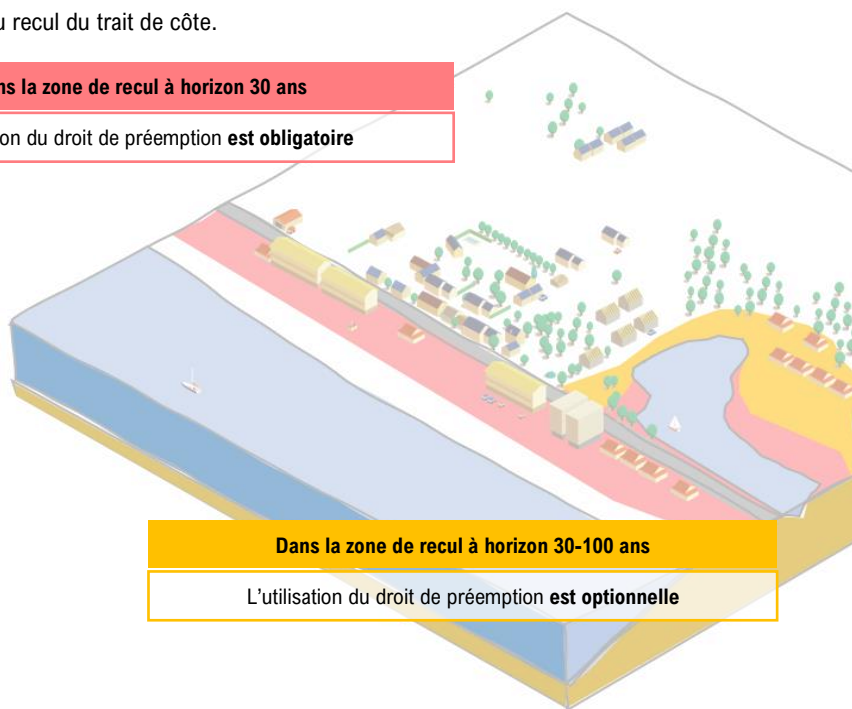 u recul du trait de côte.
ns la zone de recul à horizon 30 ans
ion du droit de préemption est obligatoire
Dans la zone de recul à horizon 30-100 ans
L'utilisation du droit de préemption est optionnelle